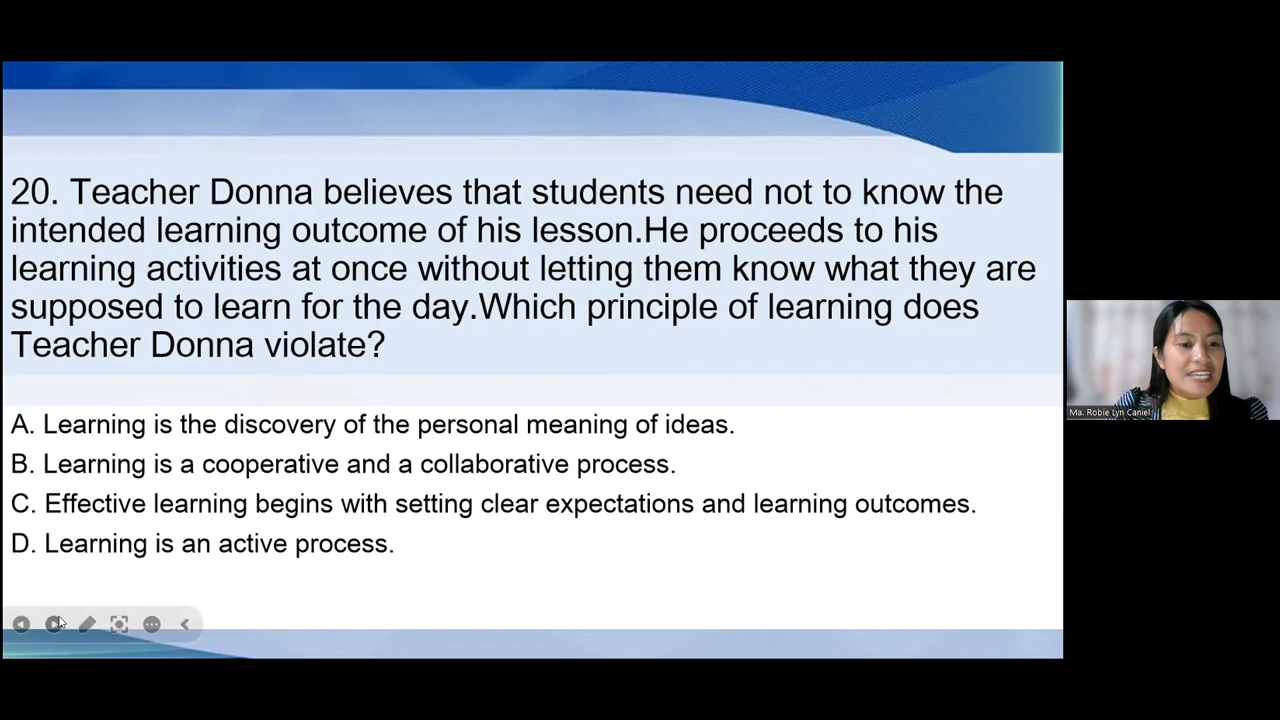 20. Teacher Donna believes that students need not to know the
intended learning outcome of his lesson.He proceeds to his
learning activities at once without letting them know what they are
supposed to learn for the day.Which principle of learning does
Teacher Donna violate?
A. Learning is the discovery of the personal meaning of ideas.
B. Learning is a cooperative and a collaborative process.
C. Effective learning begins with setting clear expectations and learning outcomes.
D. Learning is an active process.
Ma. Robie Lyn Caniel